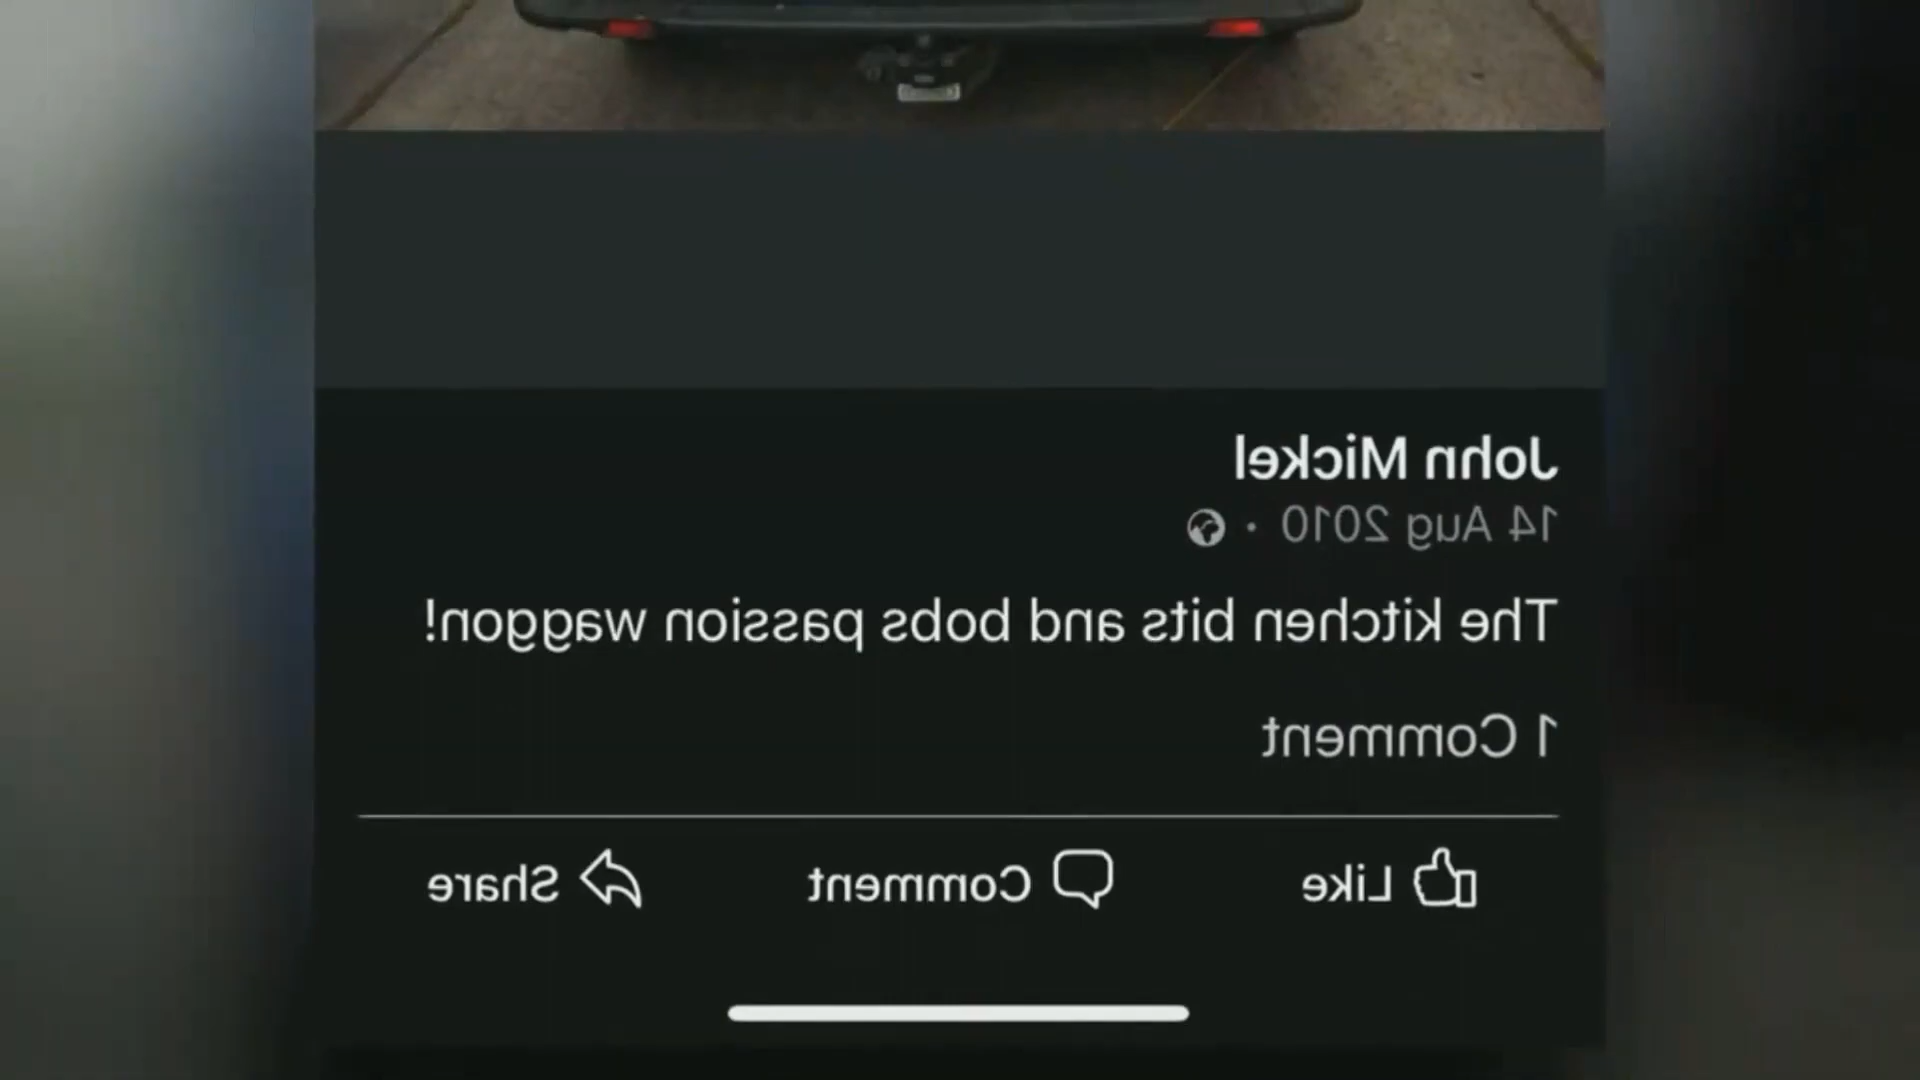 John Mickel
14 Aug 2010 ·
The kitchen bits and bobs passion waggon!
1 Comment
Like Comment Share